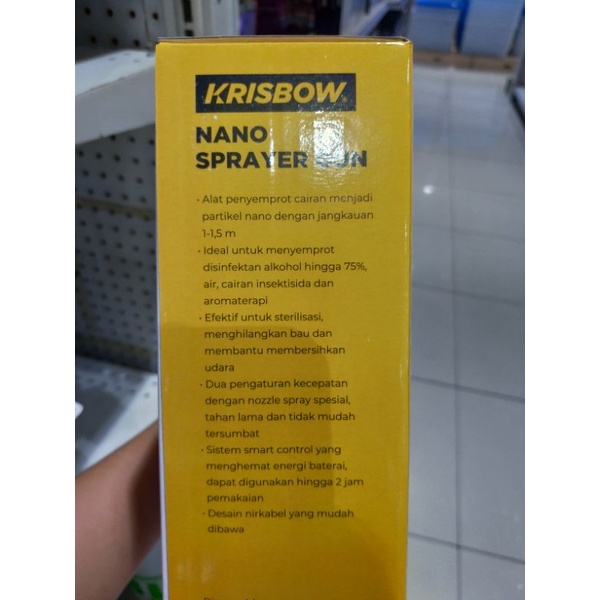 KRISBOW
NANO
SPRAYER GUN
• Alat penyemprot cairan menjadi
partikel nano dengan jangkauan
1-1,5 m
• Ideal untuk menyemprot
disinfektan alkohol hingga 75%,
air, cairan insektisida dan
aromaterapi
• Efektif untuk sterilisasi,
menghilangkan bau dan
membantu membersihkan
udara
• Dua pengaturan kecepatan
dengan nozzle spray spesial,
tahan lama dan tidak mudah
tersumbat
• Sistem smart control yang
menghemat energi baterai,
dapat digunakan hingga 2 jam
pemakaian
• Desain nirkabel yang mudah
dibawa